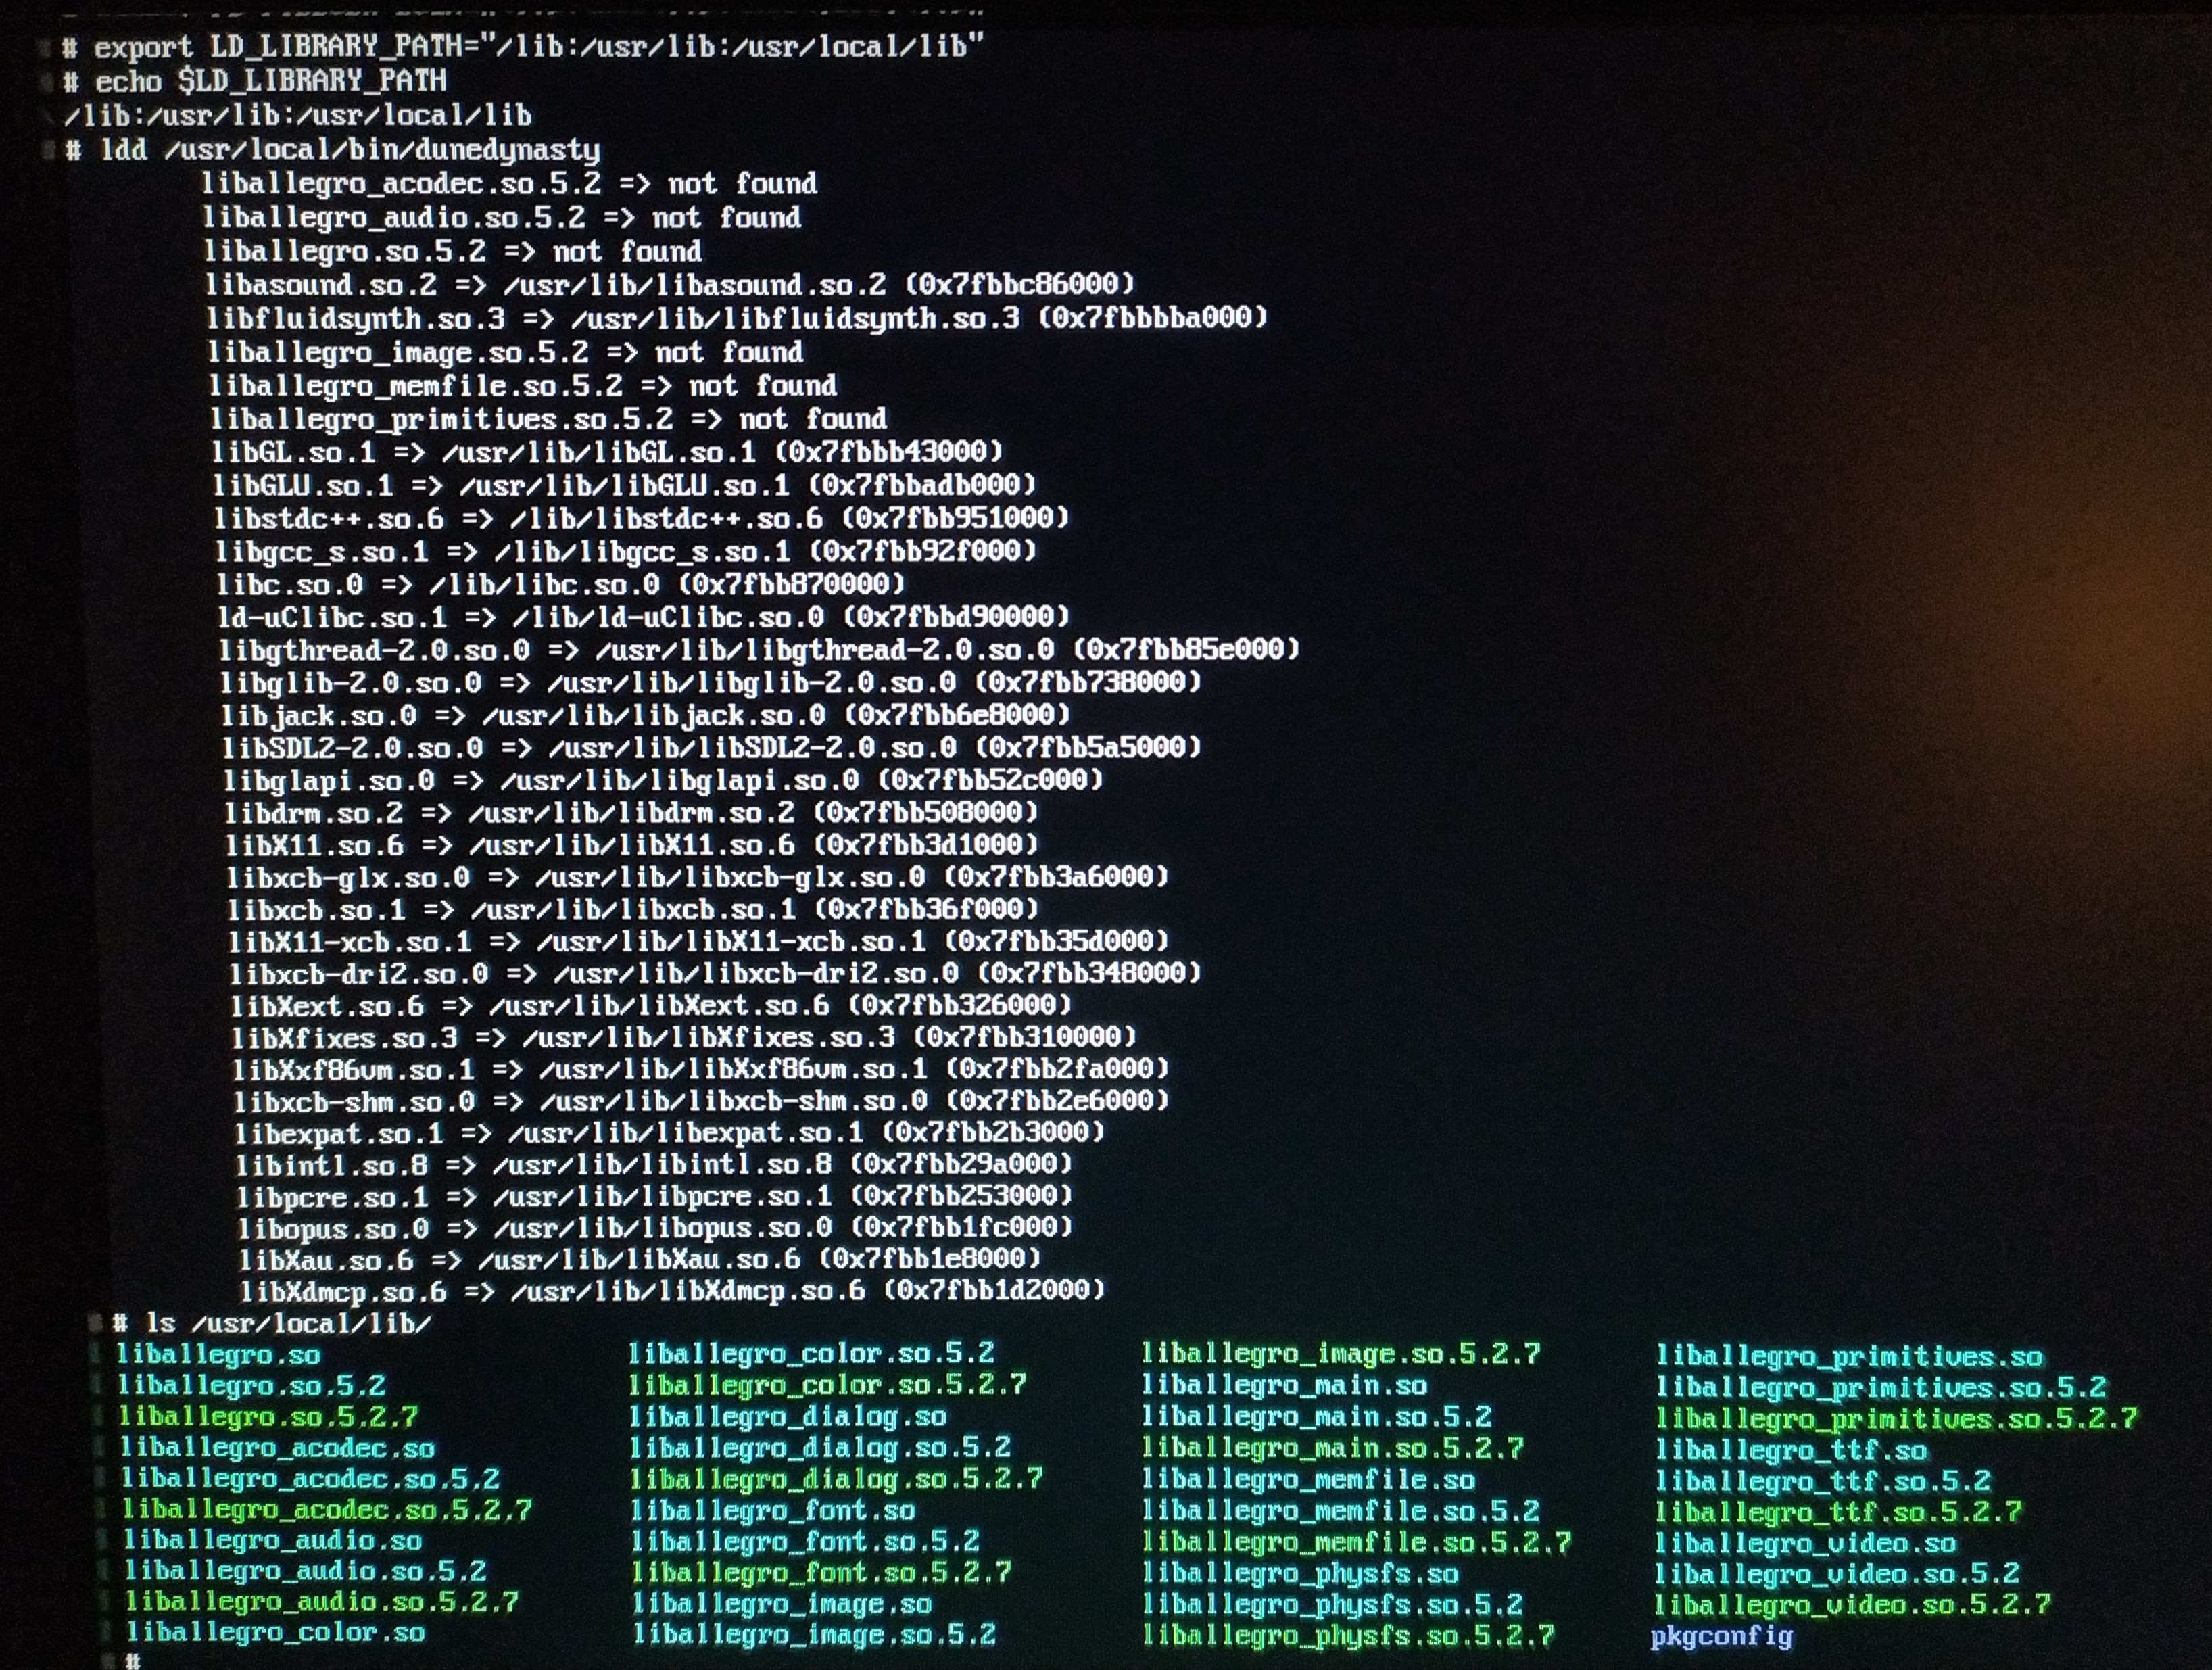 # export LD_LIBRARY_PATH="/lib:/usr/lib:/usr/local/lib"
# echo $LD_LIBRARY_PATH
/lib:/usr/lib:/usr/local/lib
# ldd /usr/local/bin/dunedynasty
liballegro_acodec.so.5.2 => not found
liballegro_audio.so.5.2 => not found
liballegro.so.5.2 => not found
libasound.so.2 => /usr/lib/libasound.so.2 (0x7fbbc86000)
libfluidsynth.so.3 => /usr/lib/libfluidsynth.so.3 (0x7fbbbba000)
liballegro_image.so.5.2 => not found
liballegro_memfile.so.5.2 => not found
liballegro_primitives.so.5.2 => not found
libGL.so.1 => /usr/lib/libGL.so.1 (0x7fbbb43000)
libGLU.so.1 => /usr/lib/libGLU.so.1 (0x7fbbadb000)
libstdc++.so.6 => /lib/libstdc++.so.6 (0x7fbb951000)
libgcc_s.so.1 => /lib/libgcc_s.so.1 (0x7fbb92f000)
libc.so.0 => /lib/libc.so.0 (0x7fbb870000)
ld-uClibc.so.1 => /lib/ld-uClibc.so.0 (0x7fbbd90000)
libgthread-2.0.so.0 => /usr/lib/libgthread-2.0.so.0 (0x7fbb85e000)
libglib-2.0.so.0 => /usr/lib/libglib-2.0.so.0 (0x7fbb738000)
libjack.so.0 => /usr/lib/libjack.so.0 (0x7fbb6e8000)
libSDL2-2.0.so.0 => /usr/lib/libSDL2-2.0.so.0 (0x7fbb5a5000)
libglapi.so.0 => /usr/lib/libglapi.so.0 (0x7fbb52c000)
libdrm.so.2 => /usr/lib/libdrm.so.2 (0x7fbb508000)
libX11.so.6 => /usr/lib/libX11.so.6 (0x7fbb3d1000)
libxcb-glx.so.0 => /usr/lib/libxcb-glx.so.0 (0x7fbb3a6000)
libxcb.so.1 => /usr/lib/libxcb.so.1 (0x7fbb36f000)
libX11-xcb.so.1 => /usr/lib/libX11-xcb.so.1 (0x7fbb35d000)
libxcb-dri2.so.0 => /usr/lib/libxcb-dri2.so.0 (0x7fbb348000)
libXext.so.6 => /usr/lib/libXext.so.6 (0x7fbb326000)
libXfixes.so.3 => /usr/lib/libXfixes.so.3 (0x7fbb310000)
libXxf86vm.so.1 => /usr/lib/libXxf86vm.so.1 (0x7fbb2fa000)
libxcb-shm.so.0 => /usr/lib/libxcb-shm.so.0 (0x7fbb2e6000)
libexpat.so.1 => /usr/lib/libexpat.so.1 (0x7fbb2b3000)
libintl.so.8 => /usr/lib/libintl.so.8 (0x7fbb29a000)
libpcre.so.1 => /usr/lib/libpcre.so.1 (0x7fbb253000)
libopus.so.0 => /usr/lib/libopus.so.0 (0x7fbb1fc000)
libXau.so.6 => /usr/lib/libXau.so.6 (0x7fbb1e8000)
libXdmcp.so.6 => /usr/lib/libXdmcp.so.6 (0x7fbb1d2000)
# ls /usr/local/lib/
liballegro.so liballegro_color.so.5.2 liballegro_image.so.5.2.7 liballegro_primitives.so
liballegro.so.5.2 liballegro_color.so.5.2.7 liballegro_main.so liballegro_primitives.so.5.2
liballegro.so.5.2.7 liballegro_dialog.so liballegro_main.so.5.2 liballegro_primitives.so.5.2.7
liballegro_acodec.so liballegro_dialog.so.5.2 liballegro_main.so.5.2.7 liballegro_ttf.so
liballegro_acodec.so.5.2 liballegro_dialog.so.5.2.7 liballegro_memfile.so liballegro_ttf.so.5.2
liballegro_acodec.so.5.2.7 liballegro_font.so liballegro_memfile.so.5.2 liballegro_ttf.so.5.2.7
liballegro_audio.so liballegro_font.so.5.2 liballegro_memfile.so.5.2.7 liballegro_video.so
liballegro_audio.so.5.2 liballegro_font.so.5.2.7 liballegro_physfs.so liballegro_video.so.5.2
liballegro_audio.so.5.2.7 liballegro_image.so liballegro_physfs.so.5.2 liballegro_video.so.5.2.7
liballegro_color.so liballegro_image.so.5.2 liballegro_physfs.so.5.2.7 pkgconfig
#